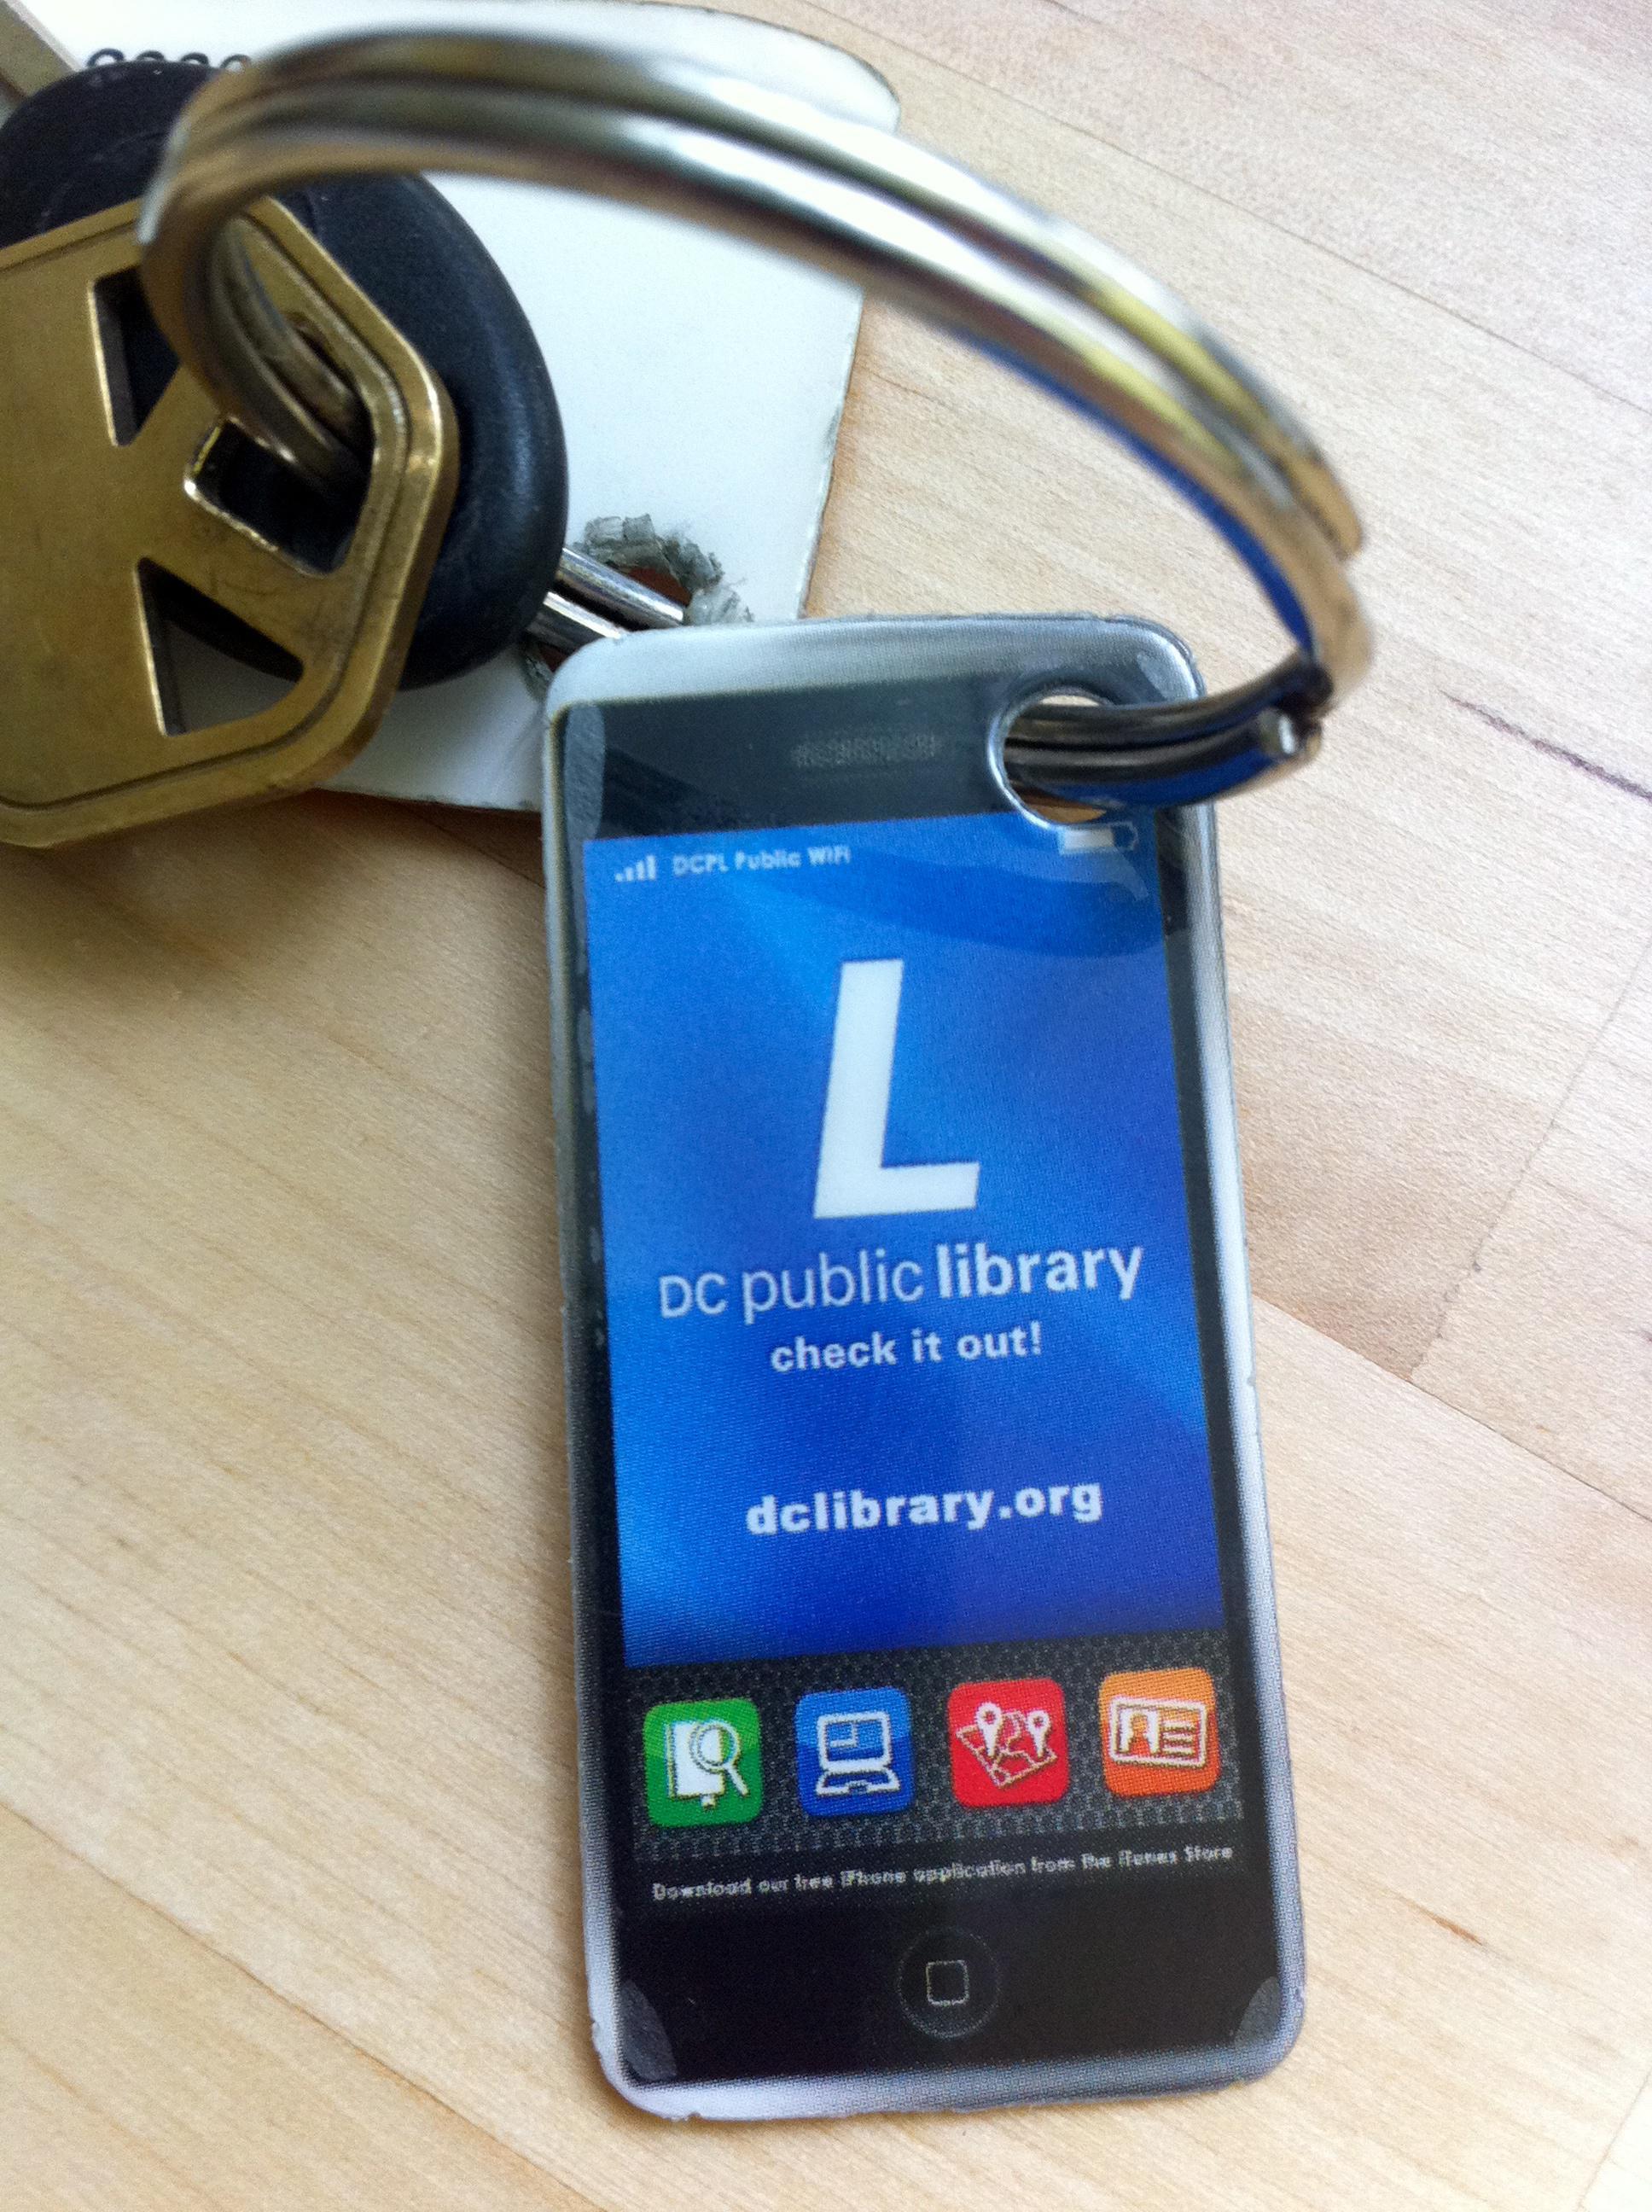 DCPL Public WiFi
L
DC public library
check it out!
dclibrary.org
Download our free iPhone application from the iTunes Store